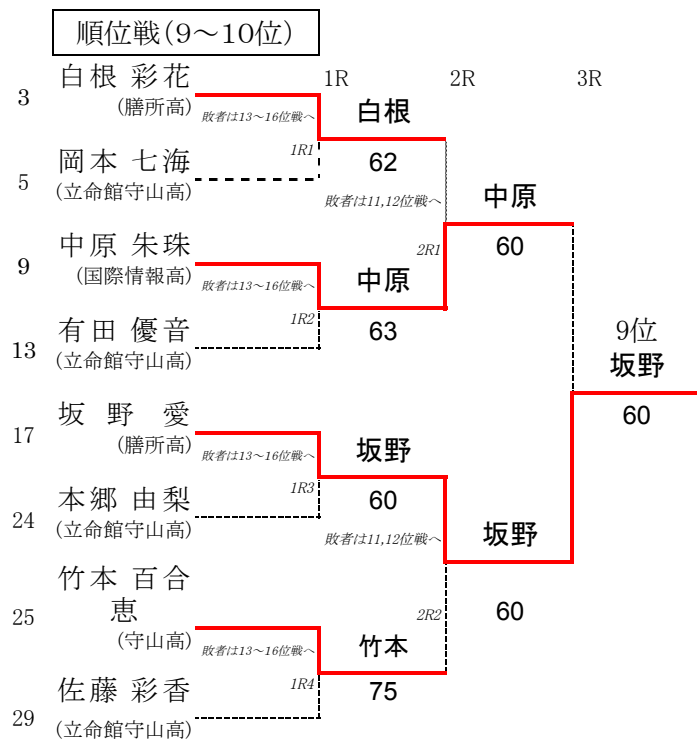 順位戦(9～10位)
1R
2R
3R
白根 彩花
3
(膳所高)
敗者は13～16位戦へ
白根
1R1
62
岡本 七海
5
(立命館守山高)
敗者は11,12位戦へ
中原
2R1
60
中原 朱珠
9
(国際情報高)
敗者は13～16位戦へ
中原
1R2
63
有田 優音
13
(立命館守山高)
9位
坂野
60
坂 野 愛
17
(膳所高)
敗者は13～16位戦へ
坂野
1R3
60
本郷 由梨
24
(立命館守山高)
敗者は11,12位戦へ
坂野
2R2
60
竹本 百合
恵
25
(守山高)
敗者は13～16位戦へ
竹本
1R4
75
佐藤 彩香
29
(立命館守山高)